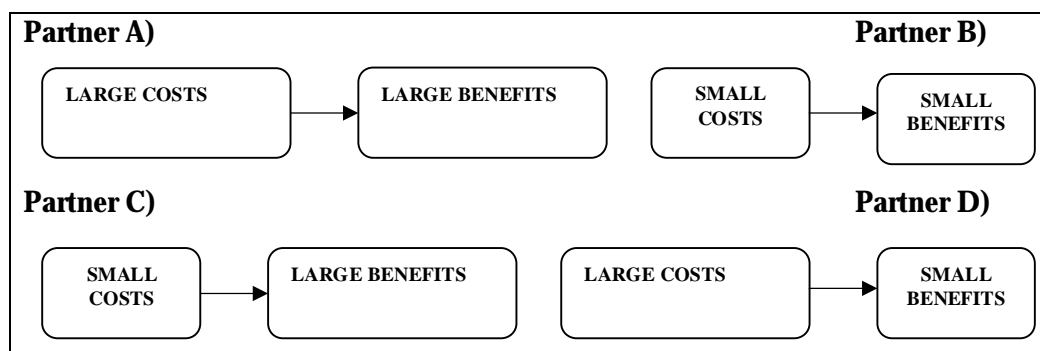 Partner A)
Partner B)
LARGE COSTS
LARGE BENEFITS
SMALL
COSTS
SMALL
BENEFITS
Partner C)
Partner D)
SMALL
COSTS
LARGE BENEFITS
LARGE COSTS
SMALL
BENEFITS